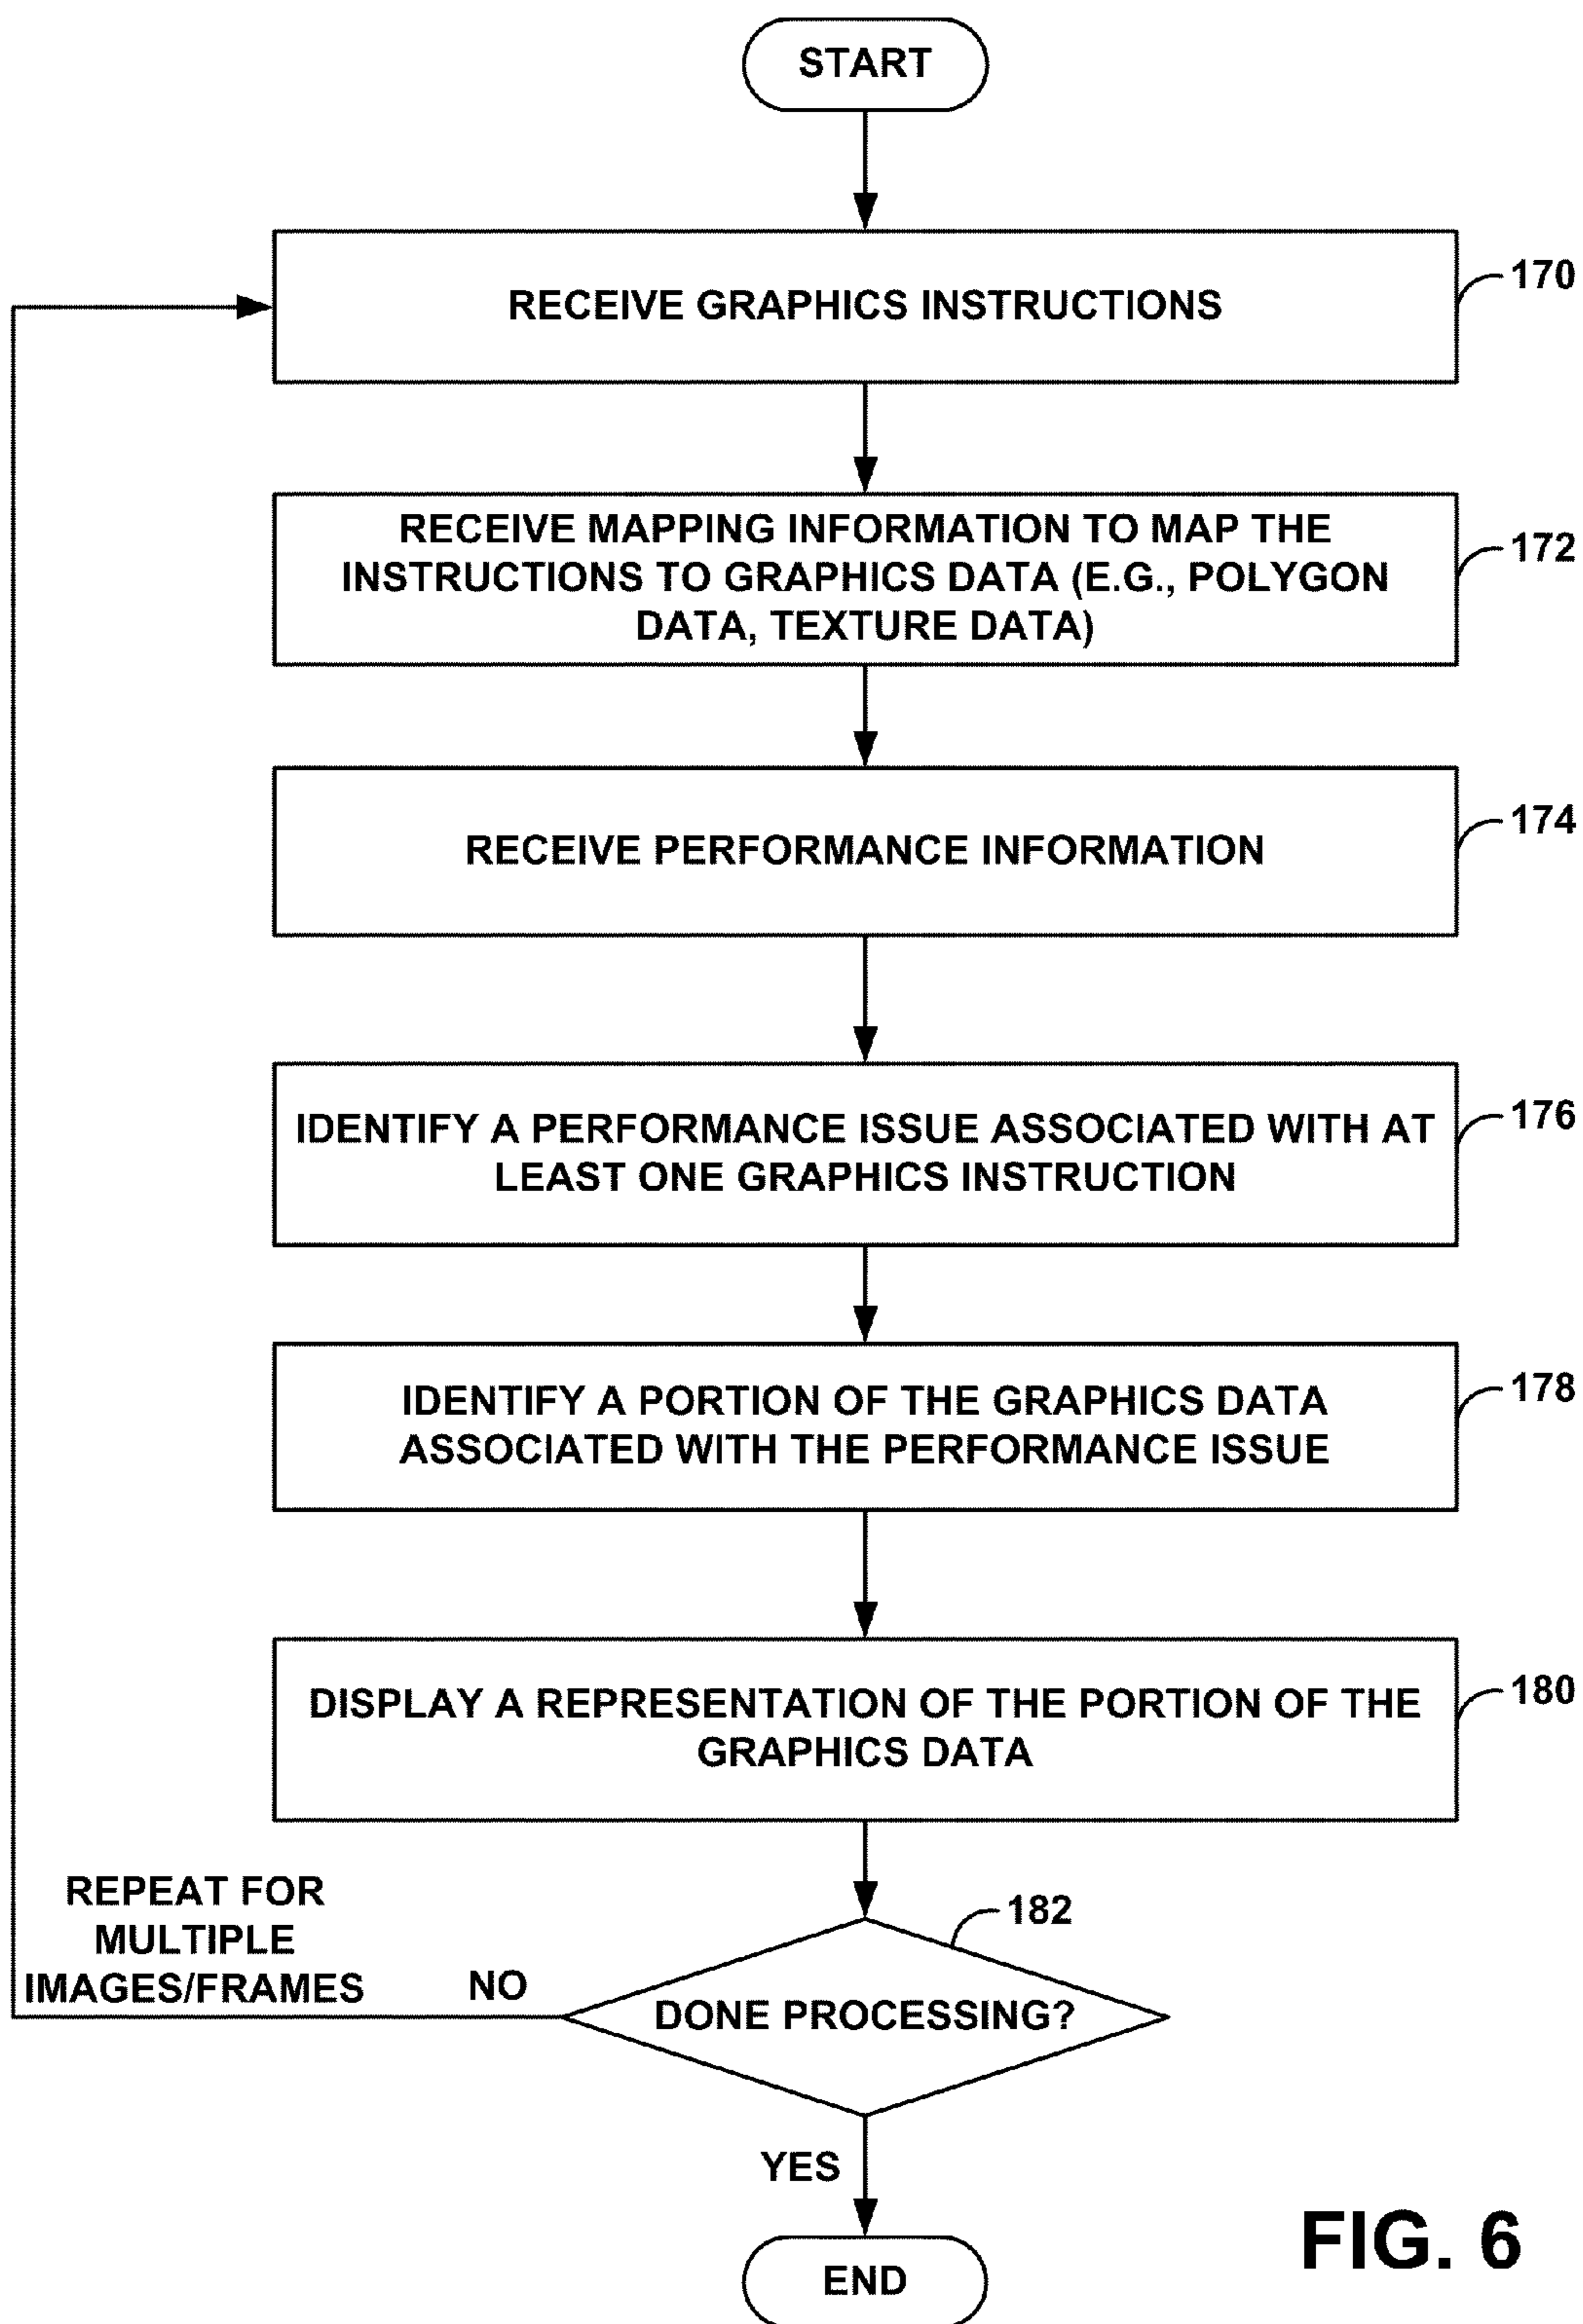 START
RECEIVE GRAPHICS INSTRUCTIONS
170
RECEIVE MAPPING INFORMATION TO MAP THE
INSTRUCTIONS TO GRAPHICS DATA (E.G., POLYGON
DATA, TEXTURE DATA)
172
RECEIVE PERFORMANCE INFORMATION
174
IDENTIFY A PERFORMANCE ISSUE ASSOCIATED WITH AT
LEAST ONE GRAPHICS INSTRUCTION
176
IDENTIFY A PORTION OF THE GRAPHICS DATA
ASSOCIATED WITH THE PERFORMANCE ISSUE
178
DISPLAY A REPRESENTATION OF THE PORTION OF THE
GRAPHICS DATA
180
REPEAT FOR
MULTIPLE
IMAGES/FRAMES
NO
182
DONE PROCESSING?
YES
END
FIG. 6